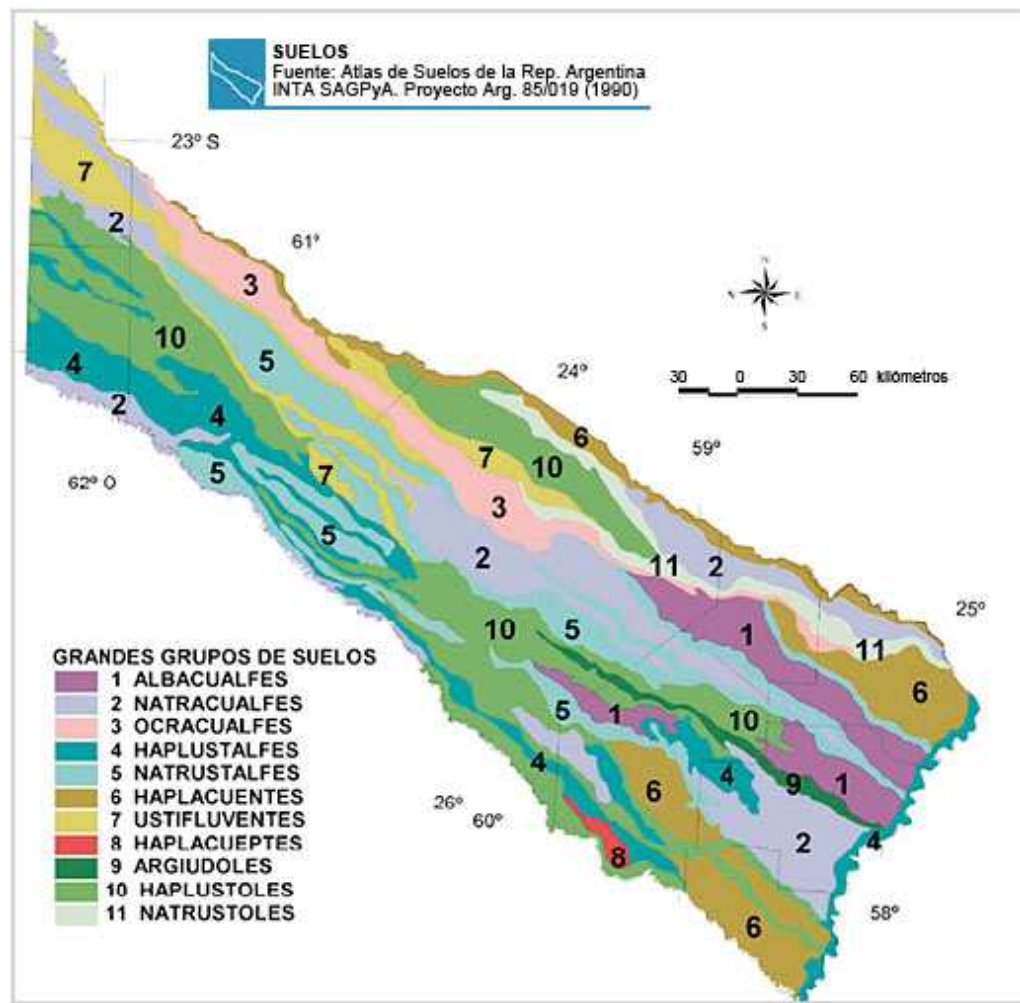 SUELOS
Fuente: Atlas de Suelos de la Rep. Argentina
INTA SAGPyA. Proyecto Arg. 85/019 (1990)
23º S
7
2
61º
3
10
5
4
24º
N
E
S
30 0 30 60 kilómetros
2
4
6
59º
7
10
62º O
5
7
3
5
2
11
2
25º
10
5
1
11
6
GRANDES GRUPOS DE SUELOS
1 ALBACUALFES
2 NATRACUALFES
3 OCRACUALFES
4 HAPLUSTALFES
5 NATRUSTALFES
6 HAPLACUENTES
7 USTIFLUVENTES
8 HAPLACUEPTES
9 ARGIUDOLES
10 HAPLUSTOLES
11 NATRUSTOLES
5
1
10
4
4
9
1
26º
60º
6
2
4
8
58º
6